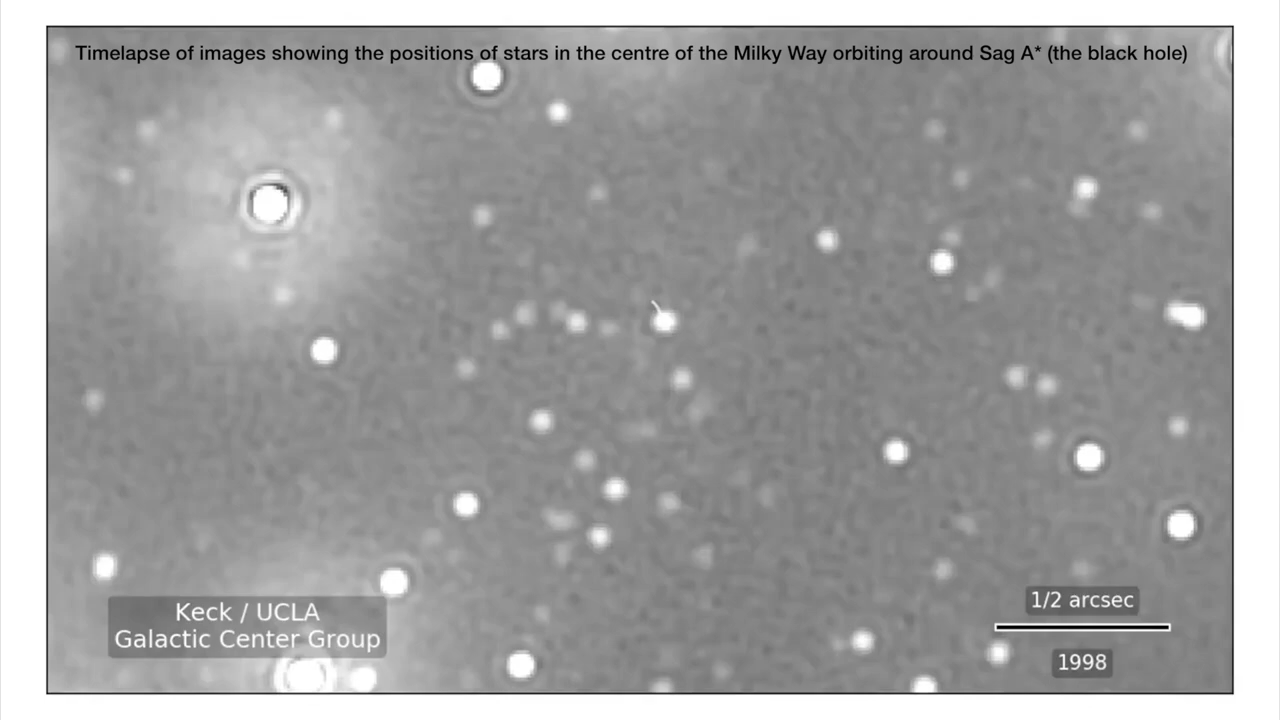 Timelapse of images showing the positions of stars in the centre of the Milky Way orbiting around Sag A* (the black hole)
Keck / UCLA
Galactic Center Group
1/2 arcsec
1998